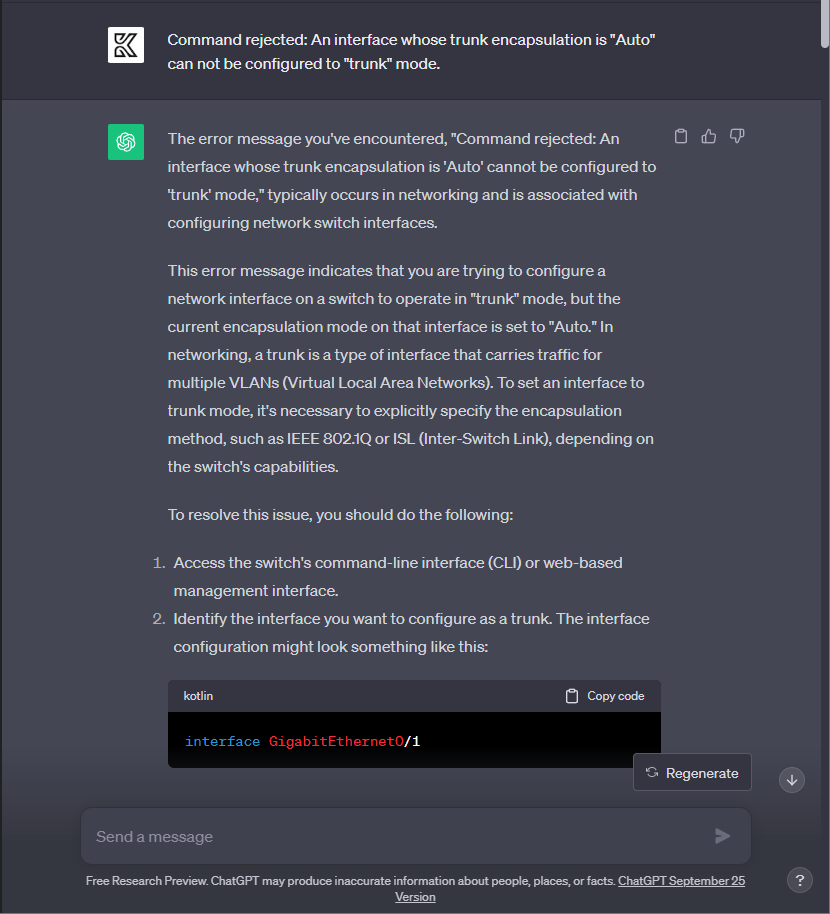 Command rejected: An interface whose trunk encapsulation is "Auto"
can not be configured to "trunk" mode.
The error message you've encountered, "Command rejected: An
interface whose trunk encapsulation is 'Auto' cannot be configured to
'trunk' mode," typically occurs in networking and is associated with
configuring network switch interfaces.
This error message indicates that you are trying to configure a
network interface on a switch to operate in "trunk" mode, but the
current encapsulation mode on that interface is set to "Auto." In
networking, a trunk is a type of interface that carries traffic for
multiple VLANs (Virtual Local Area Networks). To set an interface to
trunk mode, it's necessary to explicitly specify the encapsulation
method, such as IEEE 802.1Q or ISL (Inter-Switch Link), depending on
the switch's capabilities.
To resolve this issue, you should do the following:
1. Access the switch's command-line interface (CLI) or web-based
management interface.
2. Identify the interface you want to configure as a trunk. The interface
configuration might look something like this:
kotlin Copy code
interface GigabitEthernet0/1
Regenerate
Send a message
Free Research Preview. ChatGPT may produce inaccurate information about people, places, or facts. ChatGPT September 25
Version
?